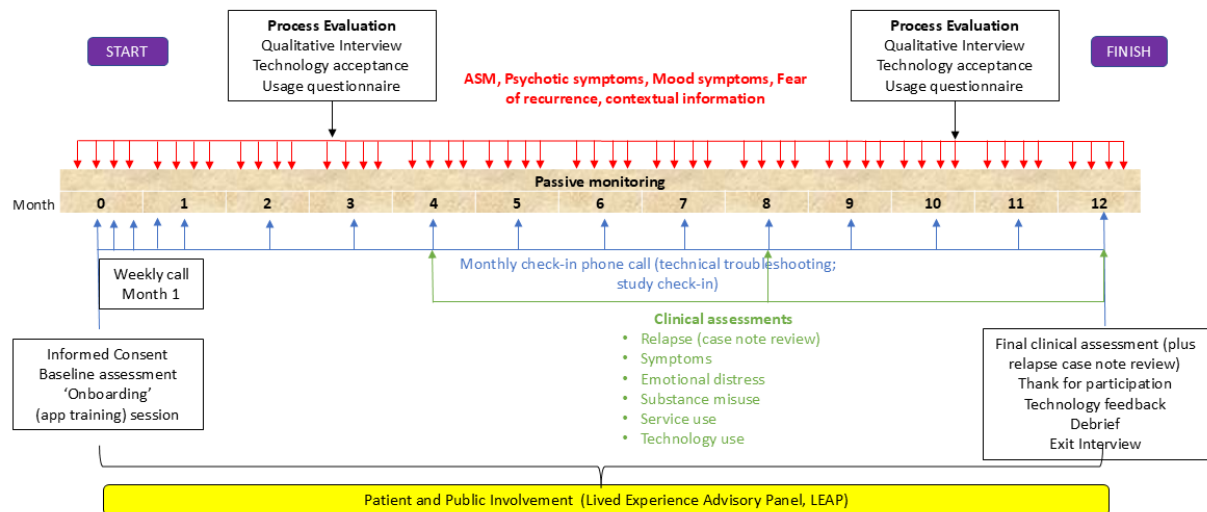 START
Process Evaluation
Qualitative Interview
Technology acceptance
Usage questionnaire
ASM, Psychotic symptoms, Mood symptoms, Fear
of recurrence, contextual information
Process Evaluation
Qualitative Interview
Technology acceptance
Usage questionnaire
FINISH
Passive monitoring
Month 0 1 2 3 4 5 6 7 8 9 10 11 12
Weekly call
Month 1
Monthly check-in phone call (technical troubleshooting;
study check-in)
Informed Consent
Baseline assessment
‘Onboarding’
(app training) session
Clinical assessments
• Relapse (case note review)
• Symptoms
• Emotional distress
• Substance misuse
• Service use
• Technology use
Final clinical assessment (plus
relapse case note review)
Thank for participation
Technology feedback
Debrief
Exit Interview
Patient and Public Involvement (Lived Experience Advisory Panel, LEAP)